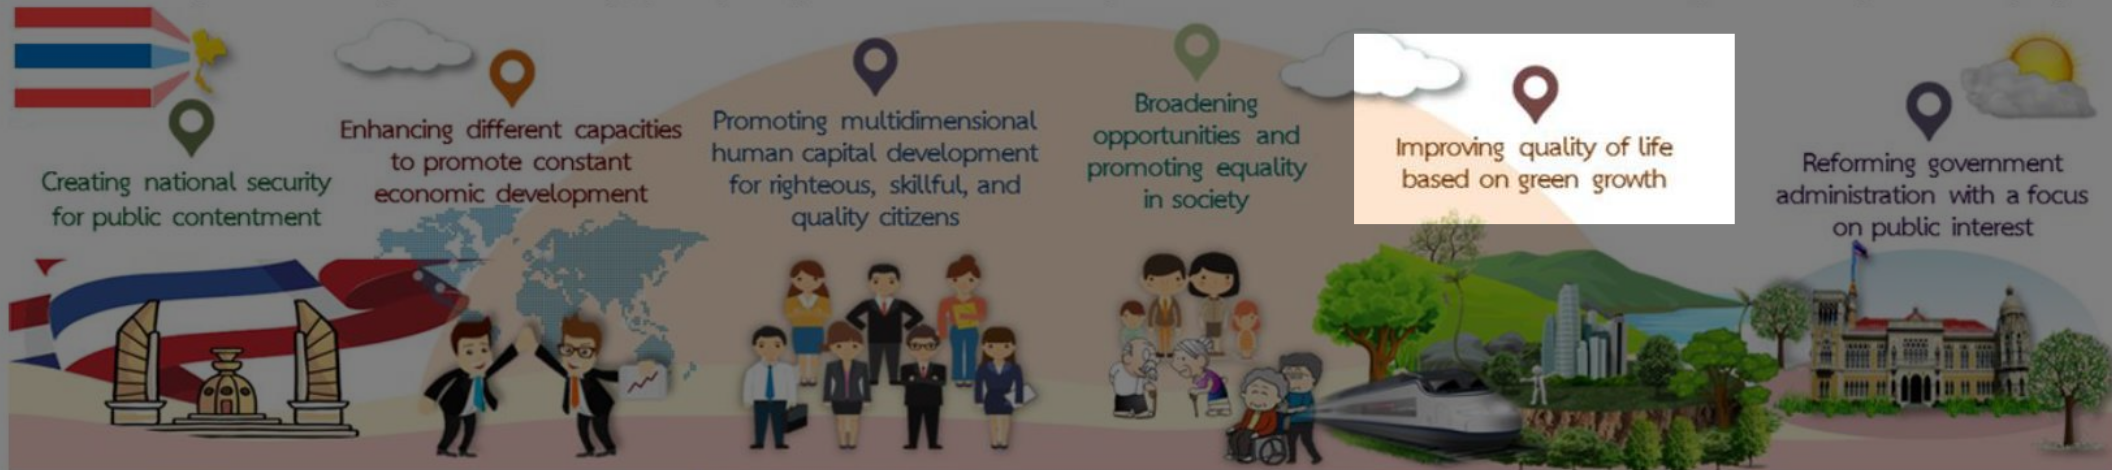 Creating national security
for public contentment
Enhancing different capacities
to promote constant
economic development
Promoting multidimensional
human capital development
for righteous, skillful, and
quality citizens
Broadening
opportunities and
promoting equality
in society
Improving quality of life
based on green growth
Reforming government
administration with a focus
on public interest